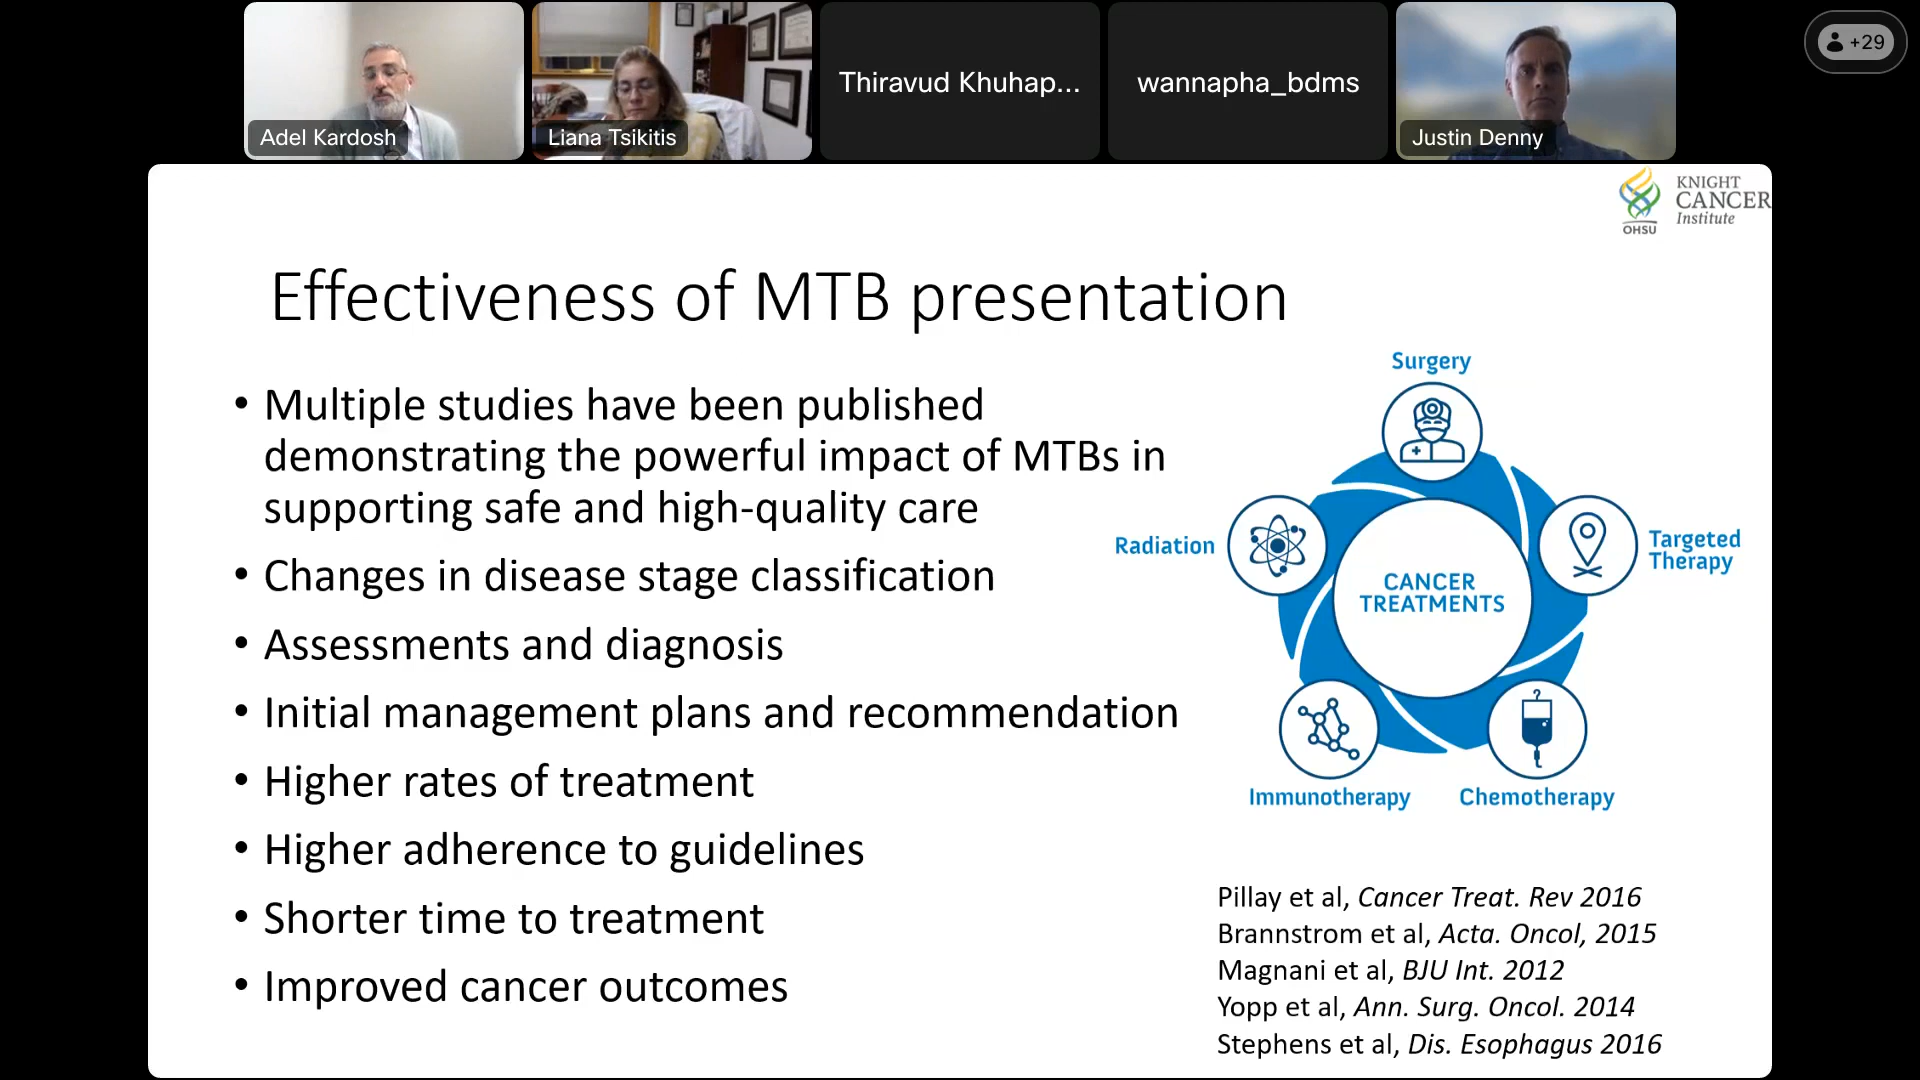 Adel Kardosh
Liana Tsikitis
Thiravud Khuhap...
wannapha_bdms
Justin Denny
+29
KNIGHT
CANCER
Institute
OHSU
Effectiveness of MTB presentation
• Multiple studies have been published
demonstrating the powerful impact of MTBs in
supporting safe and high-quality care
• Changes in disease stage classification
• Assessments and diagnosis
• Initial management plans and recommendation
• Higher rates of treatment
• Higher adherence to guidelines
• Shorter time to treatment
• Improved cancer outcomes
Surgery
Radiation
Targeted
Therapy
CANCER
TREATMENTS
Immunotherapy
Chemotherapy
Pillay et al, Cancer Treat. Rev 2016
Brannstrom et al, Acta. Oncol, 2015
Magnani et al, BJU Int. 2012
Yopp et al, Ann. Surg. Oncol. 2014
Stephens et al, Dis. Esophagus 2016